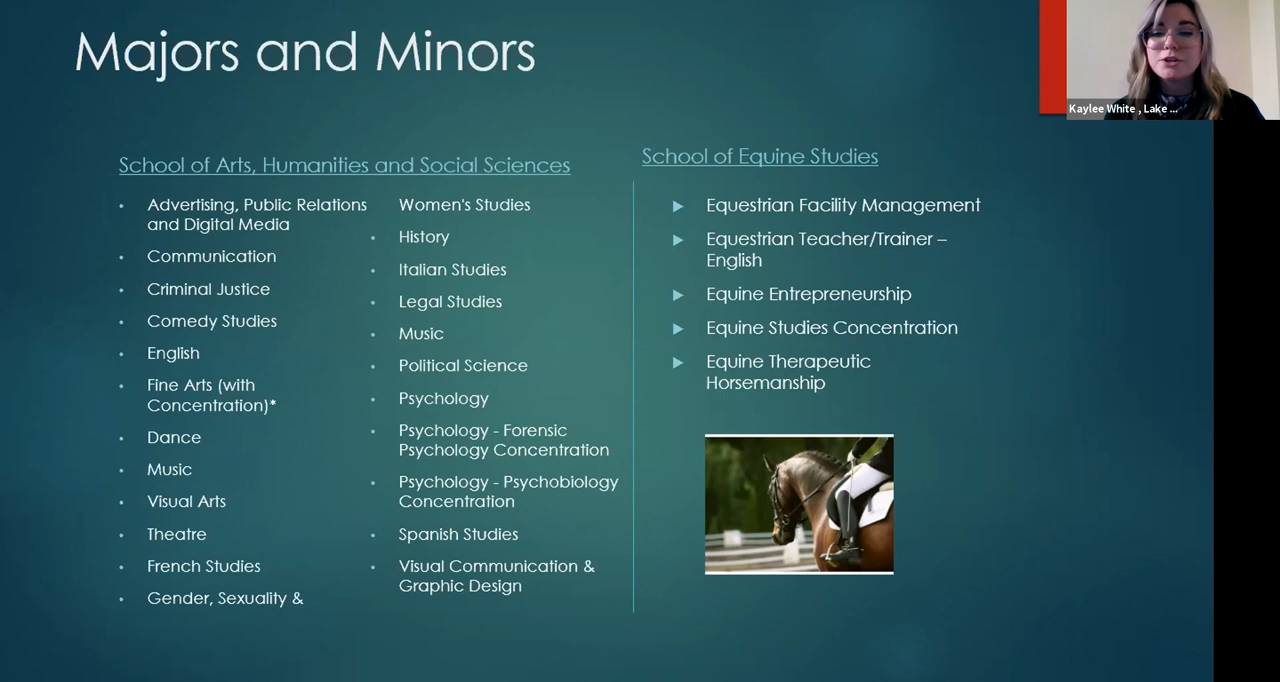 Majors and Minors
Kaylee White , Lake ...
School of Arts, Humanities and Social Sciences
Advertising, Public Relations
and Digital Media
Communication
Criminal Justice
Comedy Studies
English
Fine Arts (with
Concentration)*
Dance
Music
Visual Arts
Theatre
French Studies
Gender, Sexuality &
Women's Studies
History
Italian Studies
Legal Studies
Music
Political Science
Psychology
Psychology - Forensic
Psychology Concentration
Psychology - Psychobiology
Concentration
Spanish Studies
Visual Communication &
Graphic Design
School of Equine Studies
Equestrian Facility Management
Equestrian Teacher/Trainer –
English
Equine Entrepreneurship
Equine Studies Concentration
Equine Therapeutic
Horsemanship